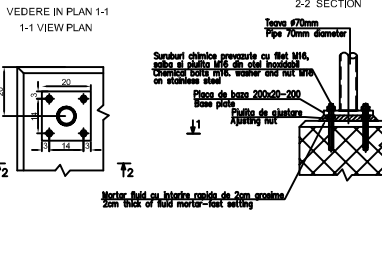 VEDERE IN PLAN 1-1
1-1 VIEW PLAN
20
3
14
20
3
14
3
2
2
2-2 SECTION
Teava ø70mm
Pipe 70mm diameter
Suruburi chimice prevazute cu filet M16,
saiba si piulita M16 din otel inoxidabil
Chemical bolts m16, washer and nut M16
on stainless steel
Placa de baza 200x20-200
Base plate
Piulita de ajustare
Ajusting nut
1
Mortar fluid cu intarire rapida de 2cm grosime
2cm thick of fluid mortar-fast setting